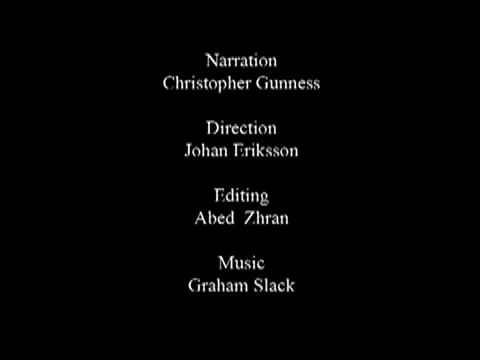 Narration
Christopher Gunness
Direction
Johan Eriksson
Editing
Abed Zhran
Music
Graham Slack